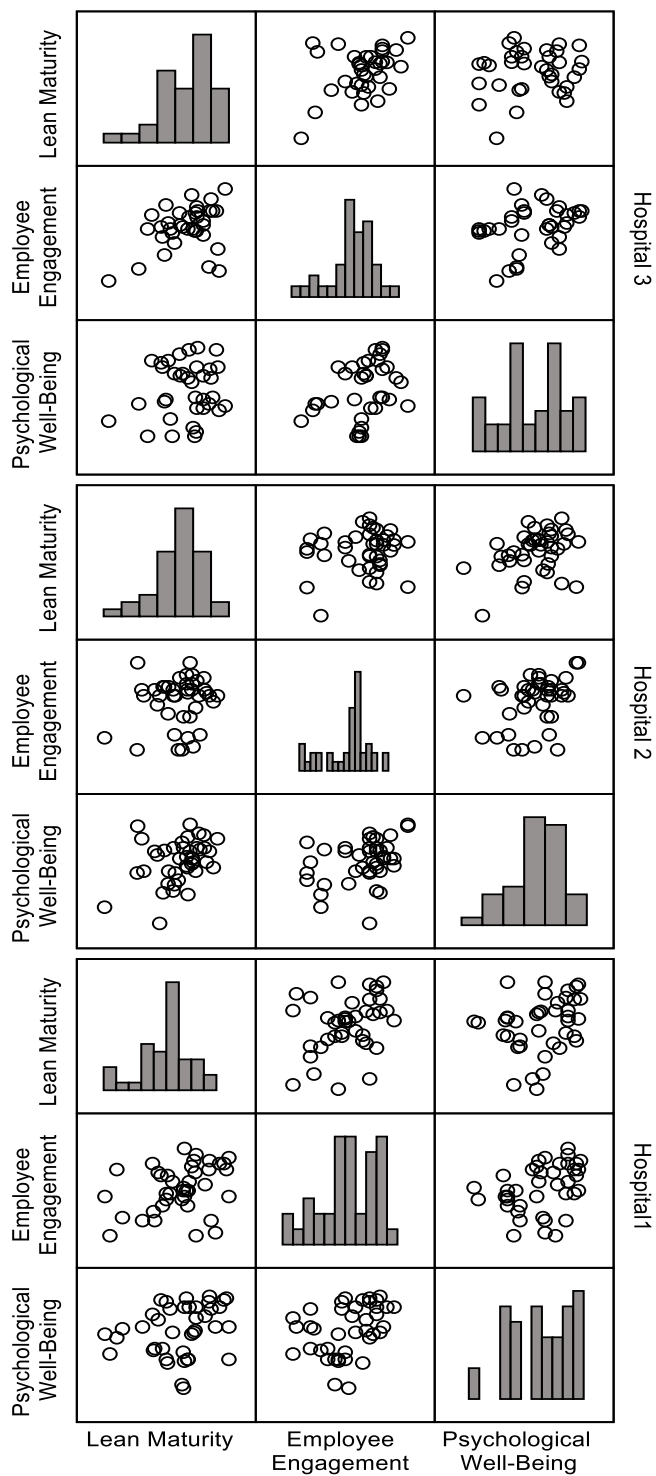 Lean Maturity
Employee
Engagement
Psychological
Well-Being
Hospital 3
Lean Maturity
Employee
Engagement
Psychological
Well-Being
Hospital 2
Lean Maturity
Employee
Engagement
Psychological
Well-Being
Hospital1
Lean Maturity
Employee
Engagement
Psychological
Well-Being